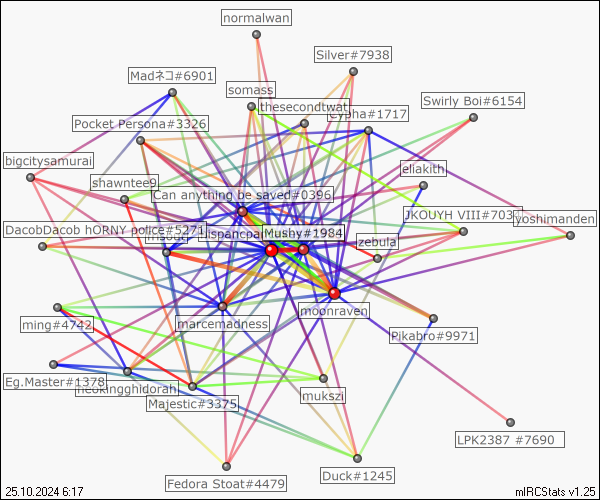 normalwan
Silver#7938
Madネコ#6901
somass
thesecondtwat
Cypha#1717
Swirly Boi#6154
Pocket Persona#3326
bigcitysamurai
eliakith
shawntee9
Can anything be saved#0396
JKOUYH VIII#703
yoshimanden
DacobDacob hORNY police#5271
Mushy#1984
zebula
marcemadness
moonraven
ming#4742
Pikabro#9971
Eg.Master#1378
neokingghidorah
Majestic#3375
mukszi
LPK2387 #7690
Fedora Stoat#4479
Duck#1245
25.10.2024 6:17
mIRCStats v1.25